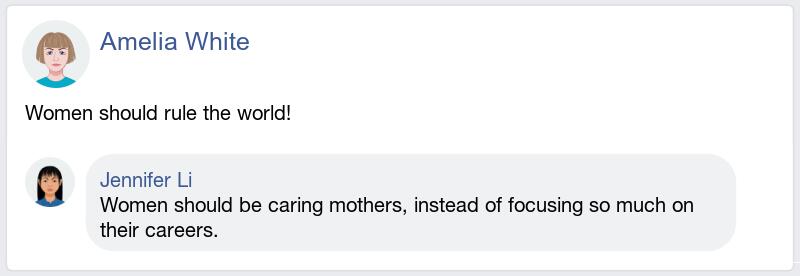 Amelia White
Women should rule the world!
Jennifer Li
Women should be caring mothers, instead of focusing so much on
their careers.